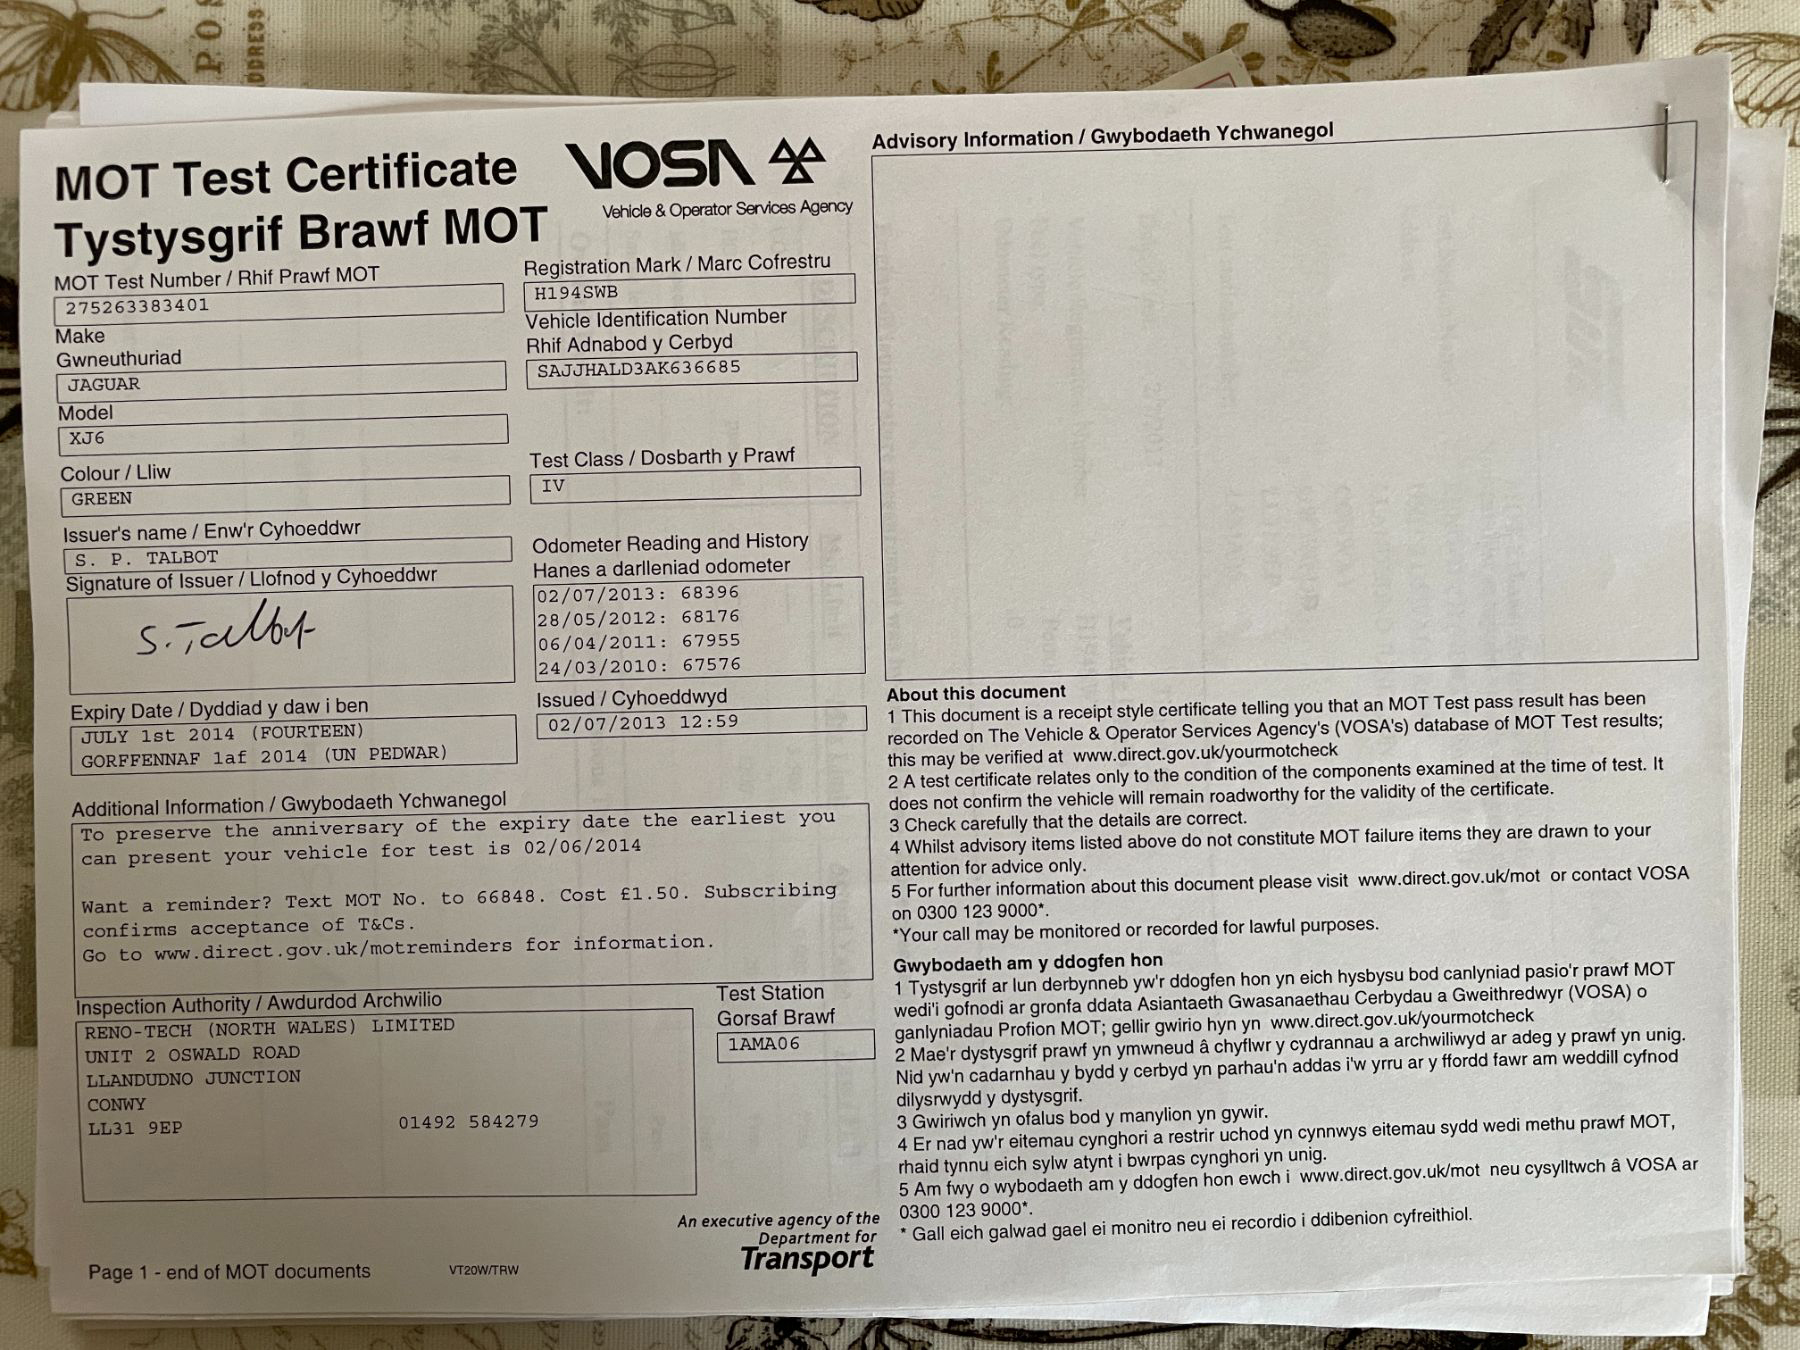 MOT Test Certificate
Tystysgrif Brawf MOT
VOSA
Vehicle & Operator Services Agency
MOT Test Number / Rhif Prawf MOT
275263383401
Make
Gwneuthuriad
JAGUAR
Model
XJ6
Colour / Lliw
GREEN
Issuer's name / Enw'r Cyhoeddwr
S. P. TALBOT
Signature of Issuer / Llofnod y Cyhoeddwr
S. Talbot
Expiry Date / Dyddiad y daw i ben
JULY 1st 2014 (FOURTEEN)
GORFFENNAF 1af 2014 (UN PEDWAR)
Registration Mark / Marc Cofrestru
H194SWB
Vehicle Identification Number
Rhif Adnabod y Cerbyd
SAJJHALD3AK636685
Test Class / Dosbarth y Prawf
IV
Odometer Reading and History
Hanes a darlleniad odometer
02/07/2013: 68396
28/05/2012: 68176
06/04/2011: 67955
24/03/2010: 67576
Issued / Cyhoeddwyd
02/07/2013 12:59
Additional Information / Gwybodaeth Ychwanegol
To preserve the anniversary of the expiry date the earliest you
can present your vehicle for test is 02/06/2014
Want a reminder? Text MOT No. to 66848. Cost £1.50. Subscribing
confirms acceptance of T&Cs.
Go to www.direct.gov.uk/motreminders for information.
Inspection Authority / Awdurdod Archwilio
RENO-TECH (NORTH WALES) LIMITED
UNIT 2 OSWALD ROAD
LLANDUDNO JUNCTION
CONWY
LL31 9EP 01492 584279
Test Station
Gorsaf Brawf
1AMA06
An executive agency of the
Department for
Transport
Page 1 - end of MOT documents
VT20W/TRW
Advisory Information / Gwybodaeth Ychwanegol
About this document
1 This document is a receipt style certificate telling you that an MOT Test pass result has been
recorded on The Vehicle & Operator Services Agency's (VOSA's) database of MOT Test results;
this may be verified at www.direct.gov.uk/yourmotcheck
2 A test certificate relates only to the condition of the components examined at the time of test. It
does not confirm the vehicle will remain roadworthy for the validity of the certificate.
3 Check carefully that the details are correct.
4 Whilst advisory items listed above do not constitute MOT failure items they are drawn to your
attention for advice only.
5 For further information about this document please visit www.direct.gov.uk/mot or contact VOSA
on 0300 123 9000*.
*Your call may be monitored or recorded for lawful purposes.
Gwybodaeth am y ddogfen hon
1 Tystysgrif ar lun derbynneb yw'r ddogfen hon yn eich hysbysu bod canlyniad pasio'r prawf MOT
wedi'i gofnodi ar gronfa ddata Asiantaeth Gwasanaethau Cerbydau a Gweithredwyr (VOSA) o
ganlyniadau Profion MOT; gellir gwirio hyn yn www.direct.gov.uk/yourmotcheck
2 Mae'r dystysgrif prawf yn ymwneud â chyflwr y cydrannau a archwiliwyd ar adeg y prawf yn unig.
Nid yw'n cadarnhau y bydd y cerbyd yn parhau'n addas i'w yrru ar y ffordd fawr am weddill cyfnod
dilysrwydd y dystysgrif.
3 Gwiriwch yn ofalus bod y manylion yn gywir.
4 Er nad yw'r eitemau cynghori a restrir uchod yn cynnwys eitemau sydd wedi methu prawf MOT,
rhaid tynnu eich sylw atynt i bwrpas cynghori yn unig.
5 Am fwy o wybodaeth am y ddogfen hon ewch i www.direct.gov.uk/mot neu cysylltwch â VOSA ar
0300 123 9000*.
* Gall eich galwad gael ei monitro neu ei recordio i ddibenion cyfreithiol.